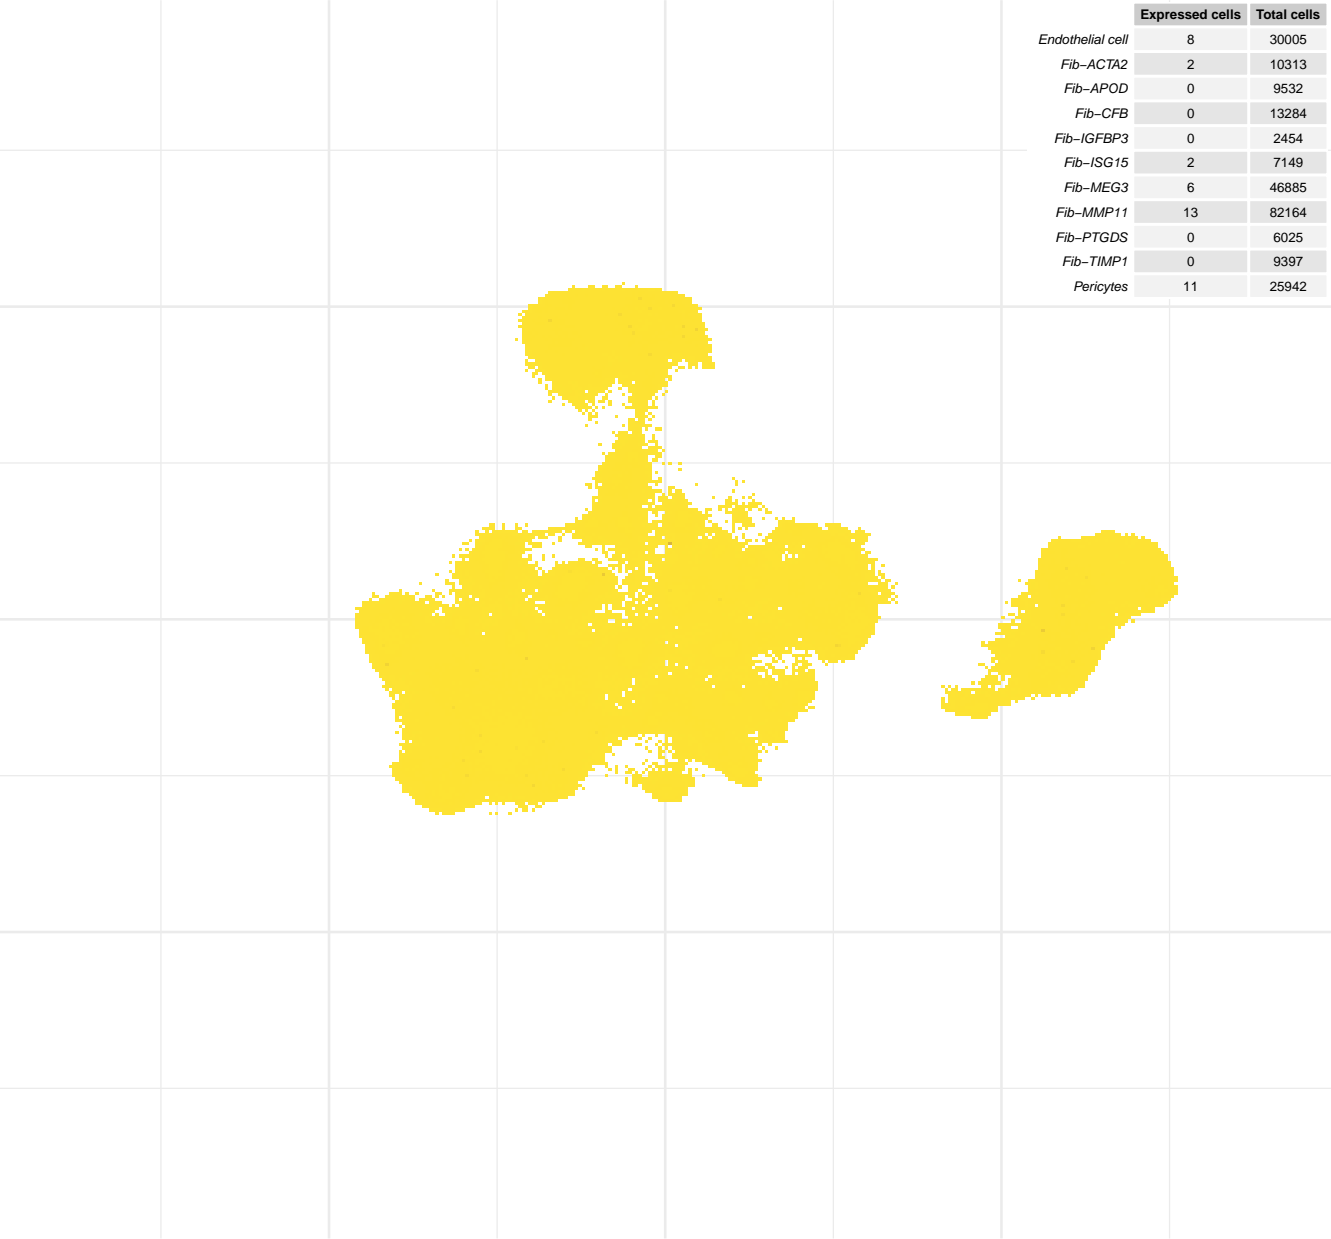 Expressed cells Total cells
Endothelial cell 8 30005
Fib−ACTA2 2 10313
Fib−APOD 0 9532
Fib−CFB 0 13284
Fib−IGFBP3 0 2454
Fib−ISG15 2 7149
Fib−MEG3 6 46885
Fib−MMP11 13 82164
Fib−PTGDS 0 6025
Fib−TIMP1 0 9397
Pericytes 11 25942